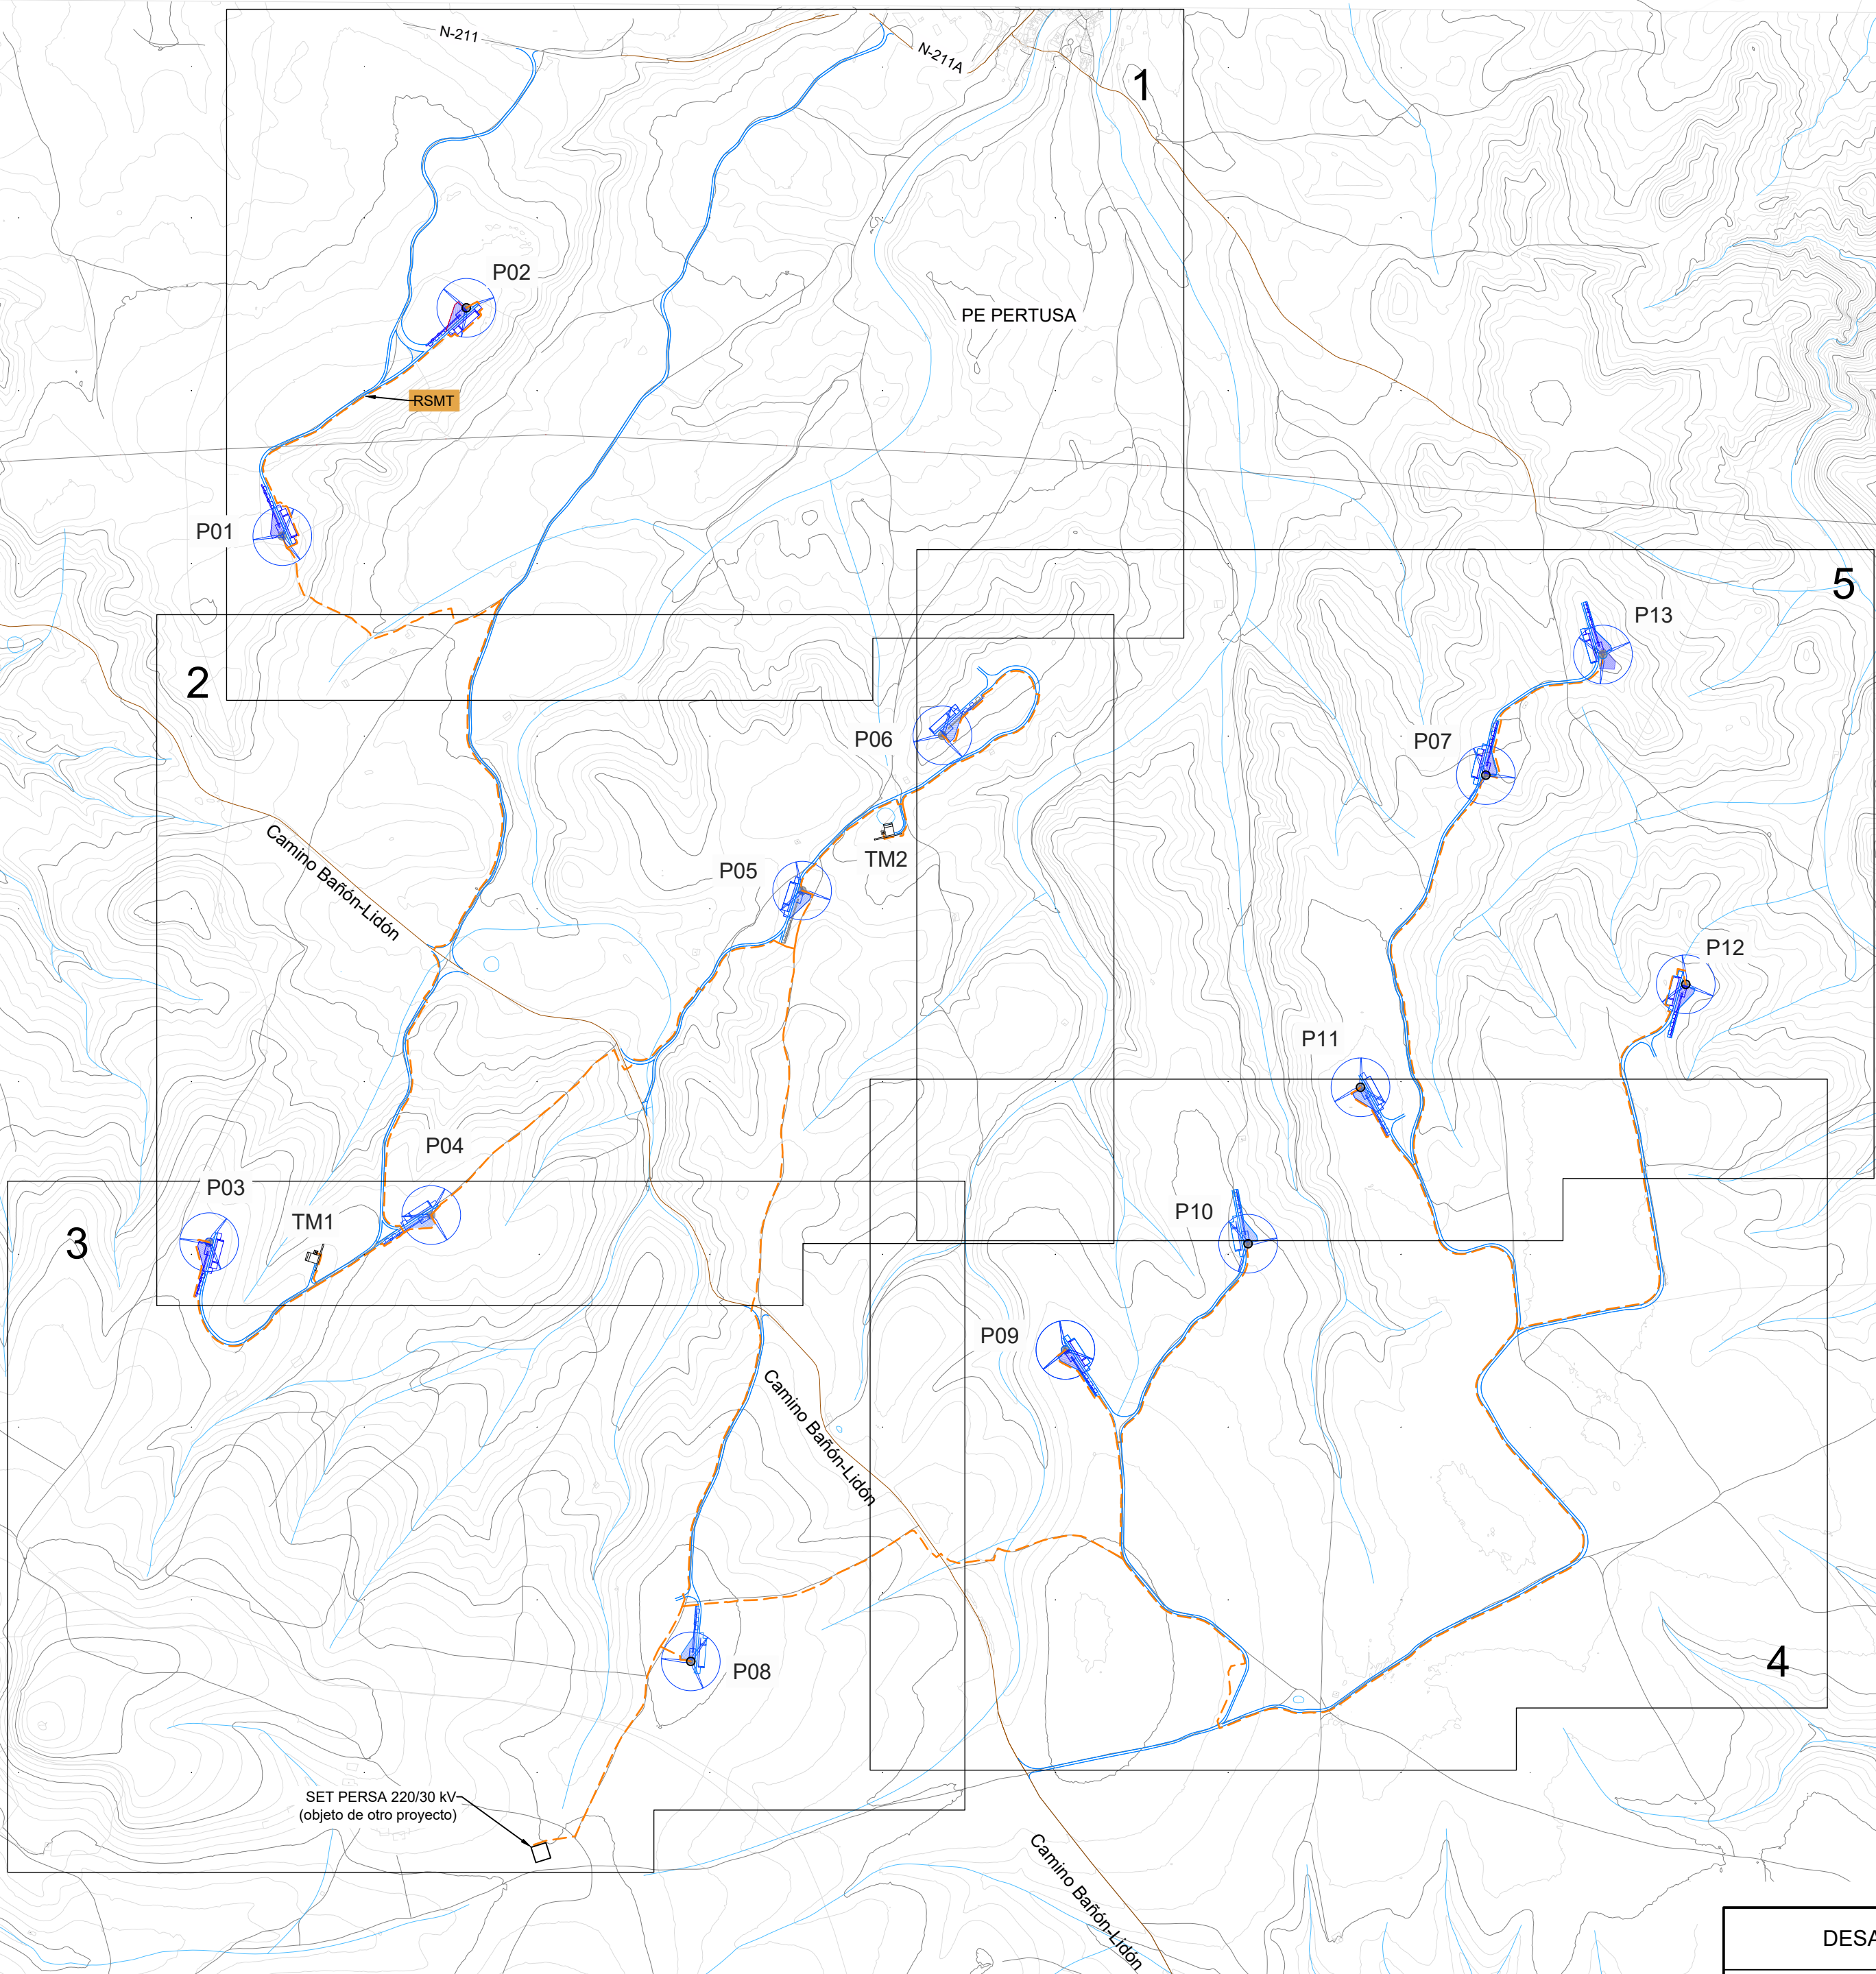 N-211
N-211A
1
P02
PE PERTUSA
RSMT
P01
5
P13
2
P06
P07
Camino Bañón-Lidón
TM2
P05
P12
P11
P04
P03
TM1
P10
3
P09
Camino Bañón-Lidón
4
P08
SET PERSA 220/30 kV
(objeto de otro proyecto)
Camino Bañón-Lidón
DESA